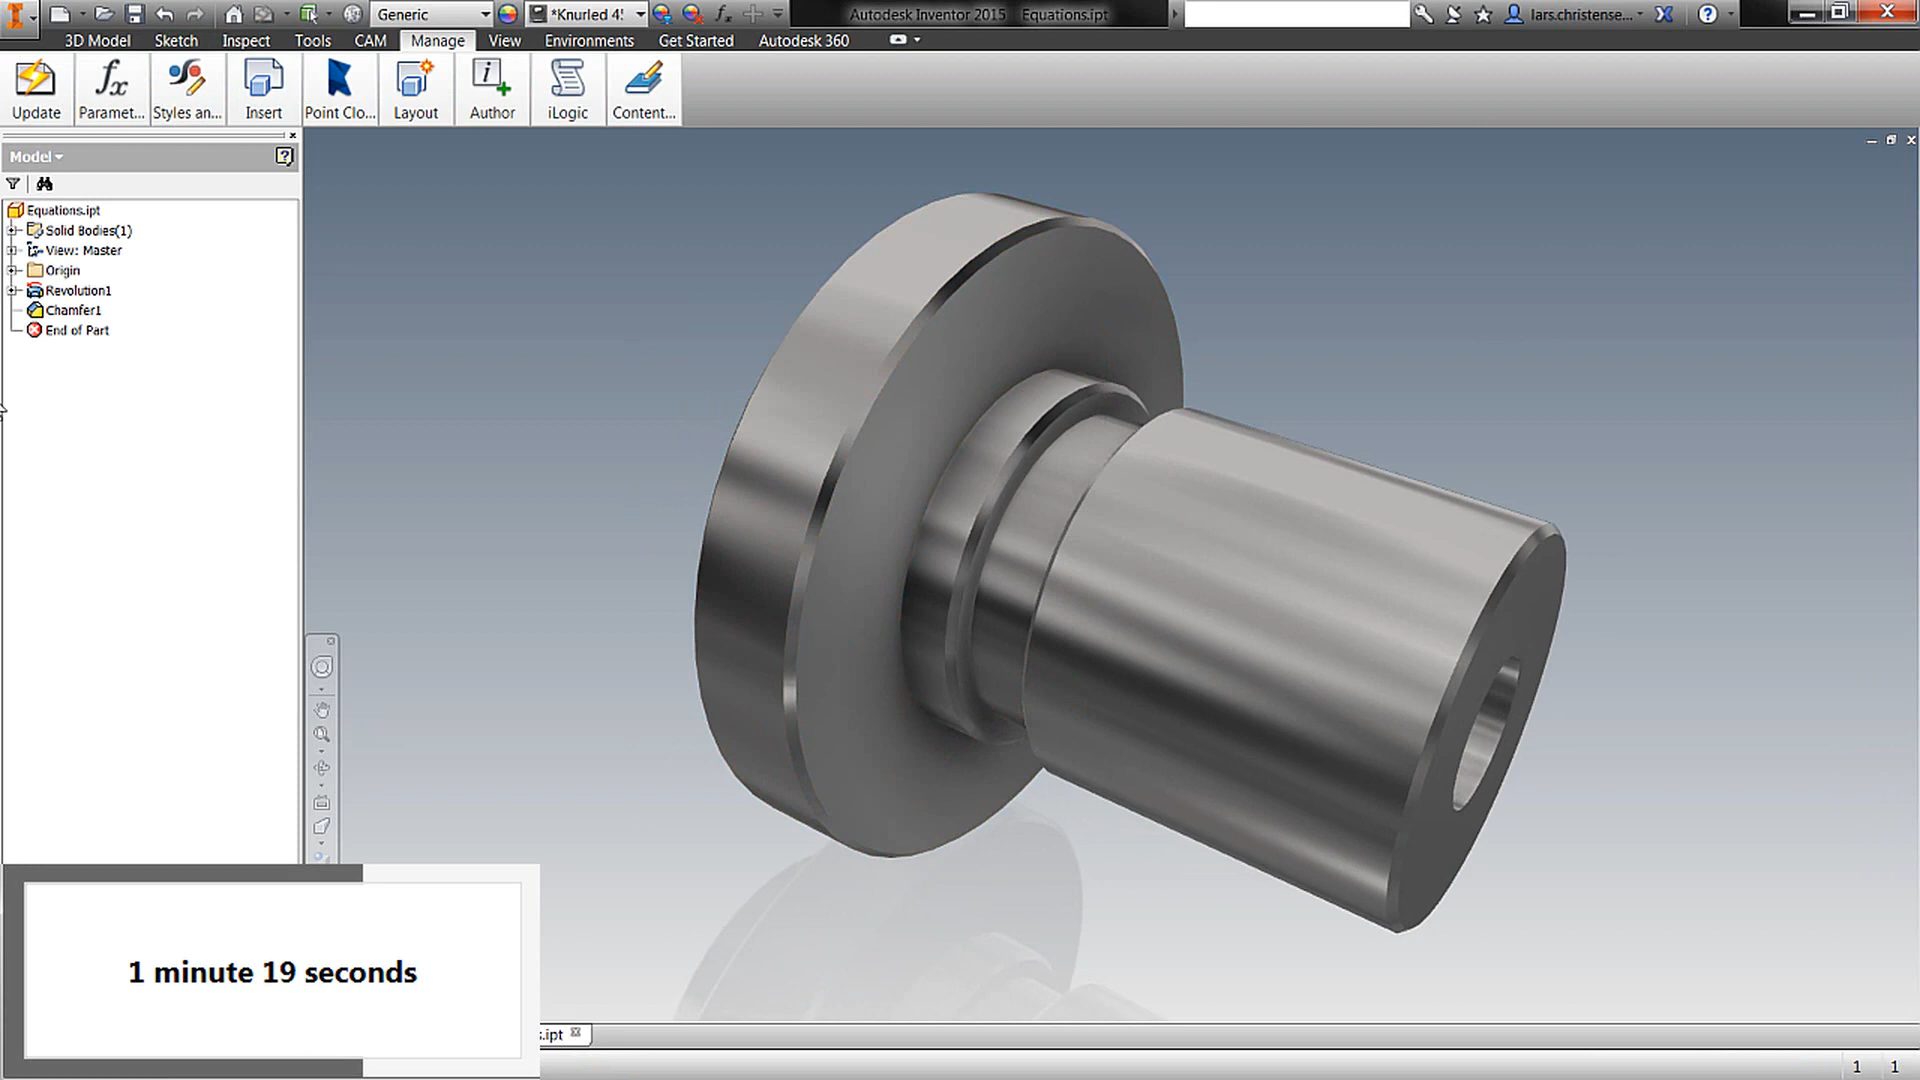 Generic
*Knurled 4!
fx
Autodesk Inventor 2015 Equations.ipt
lars.christense...
3D Model Sketch Inspect Tools CAM Manage View Environments Get Started Autodesk 360
Update Paramet... Styles an... Insert Point Clo... Layout Author iLogic Content...
Model
Equations.ipt
Solid Bodies(1)
View: Master
Origin
Revolution1
Chamfer1
End of Part
1 minute 19 seconds
s.ipt
1 1